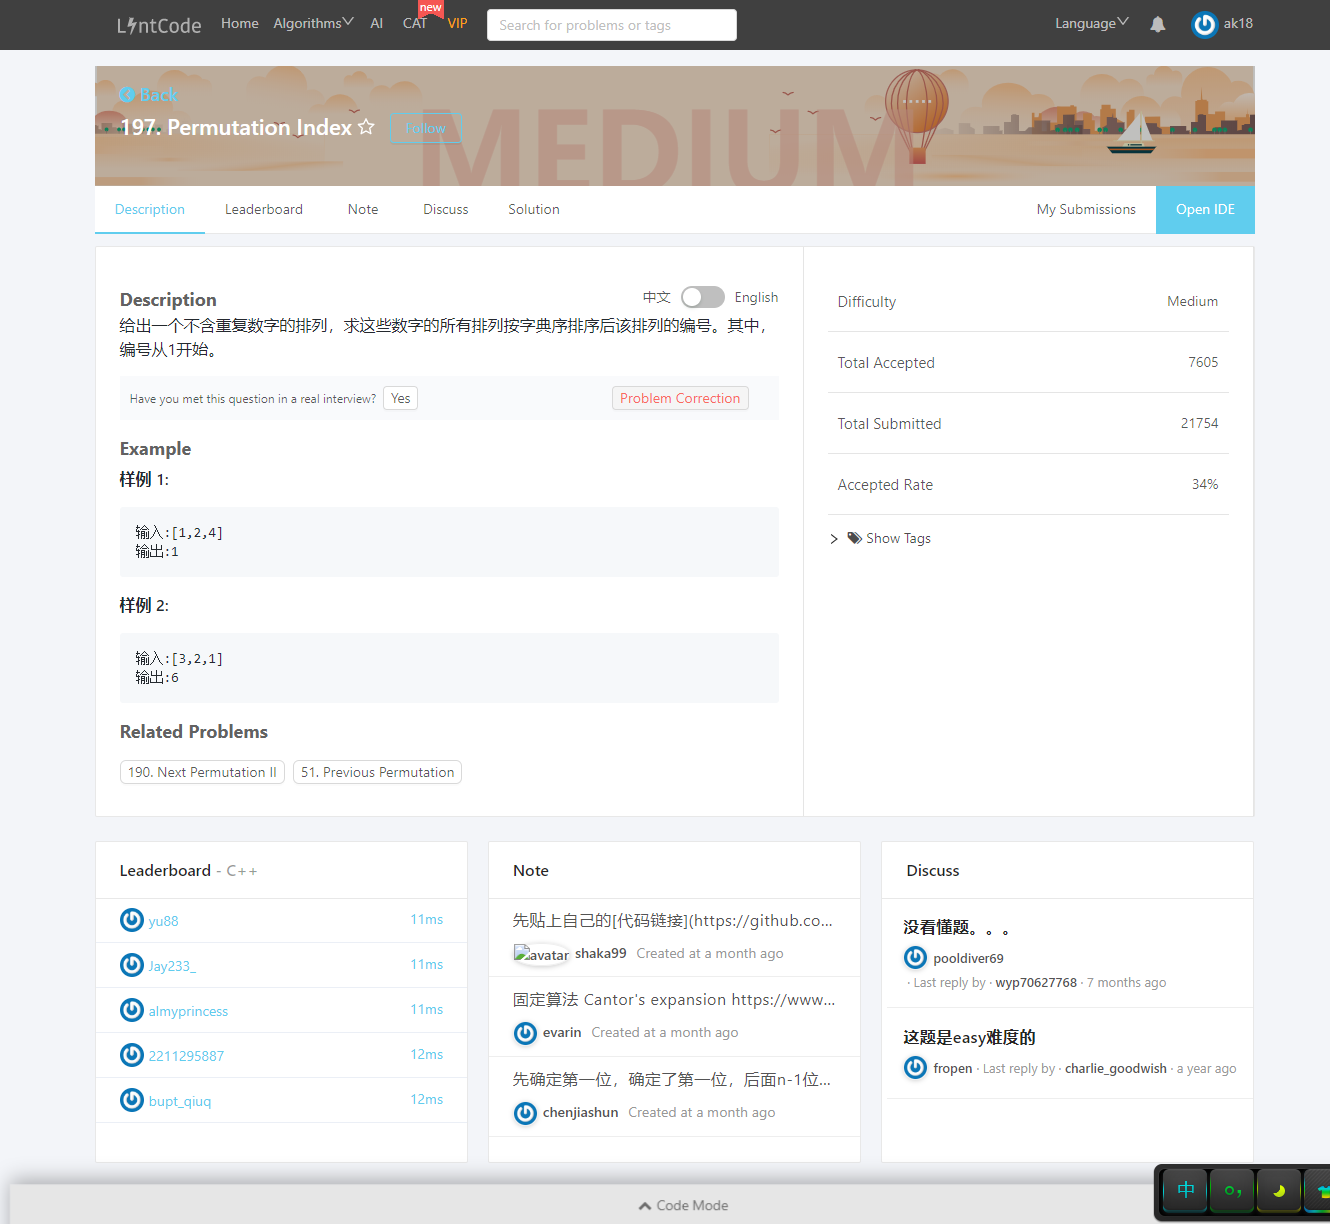 LintCode
Home Algorithms AI CAT new VIP Search for problems or tags Language ak18
Back
197. Permutation Index Follow
MEDIUM
Description Leaderboard Note Discuss Solution My Submissions Open IDE
Description 中文 English
给出一个不含重复数字的排列，求这些数字的所有排列按字典序排序后该排列的编号。其中，
编号从1开始。
Have you met this question in a real interview? Yes Problem Correction
Example
样例 1:
输入:[1,2,4]
输出:1
样例 2:
输入:[3,2,1]
输出:6
Related Problems
190. Next Permutation II 51. Previous Permutation
Difficulty Medium
Total Accepted 7605
Total Submitted 21754
Accepted Rate 34%
Show Tags
Leaderboard - C++
yu88 11ms
Jay233_ 11ms
almyprincess 11ms
2211295887 12ms
bupt_qiuq 12ms
Note
先贴上自己的[代码链接](https://github.co...
avatar shaka99 Created at a month ago
固定算法 Cantor's expansion https://www...
evarin Created at a month ago
先确定第一位，确定了第一位，后面n-1位...
chenjiashun Created at a month ago
Discuss
没看懂题。。。
pooldiver69
· Last reply by · wyp70627768 · 7 months ago
这题是easy难度的
fropen · Last reply by · charlie_goodwish · a year ago
Code Mode
中